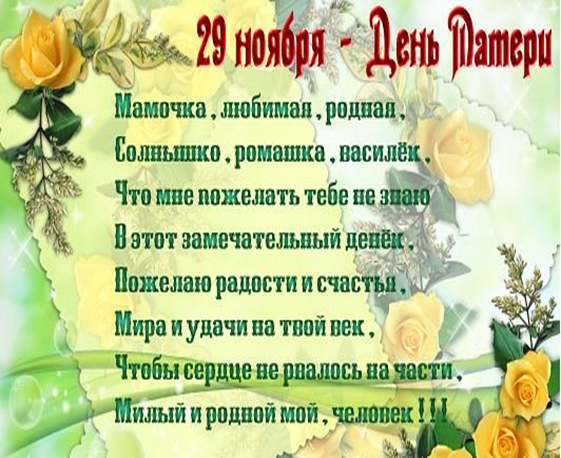 29 ноября - День Матери
Мамочка , любимая , родная ,
Солнышко , ромашка , василёк ,
Что мне пожелать тебе не знаю
В этот замечательный денёк ,
Пожелаю радости и счастья ,
Мира и удачи на твой век ,
Чтобы сердце не рвалось на части ,
Милый и родной мой , человек ! ! !